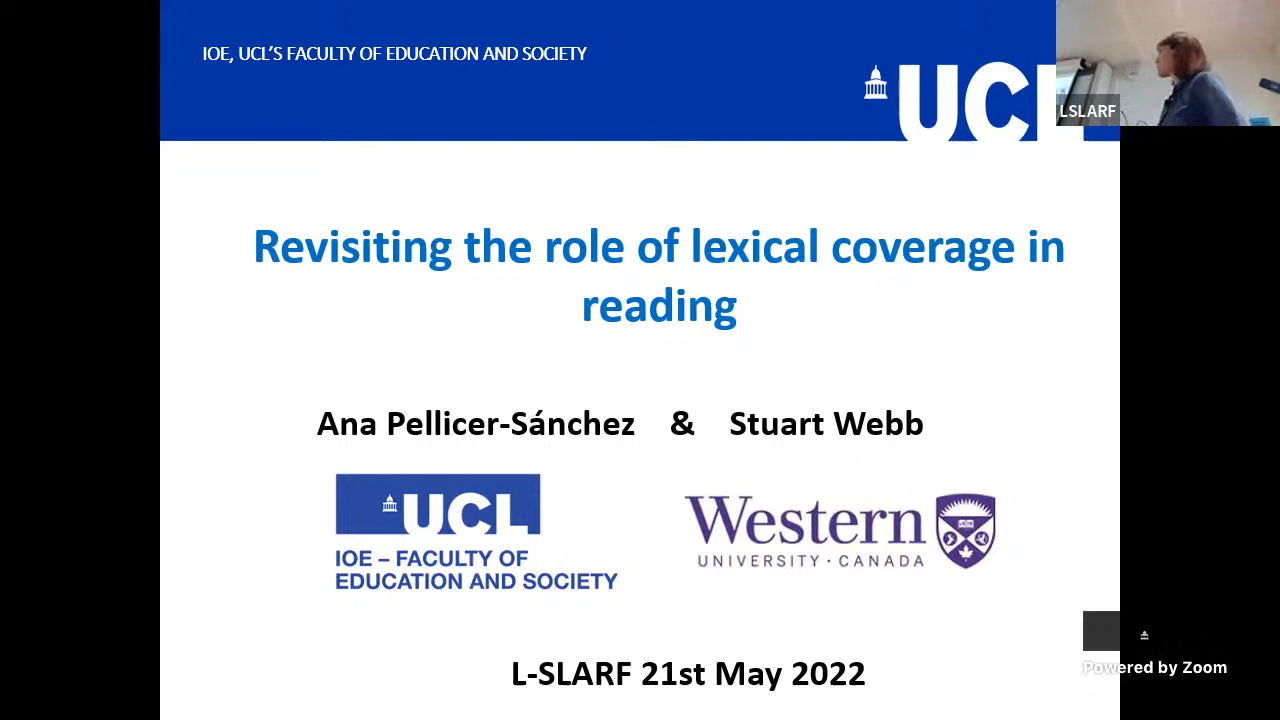 IOE, UCL'S FACULTY OF EDUCATION AND SOCIETY
UCL
LSLARF
Revisiting the role of lexical coverage in
reading
Ana Pellicer-Sánchez & Stuart Webb
UCL
IOE – FACULTY OF
EDUCATION AND SOCIETY
Western
UNIVERSITY · CANADA
L-SLARF 21st May 2022
Powered by Zoom